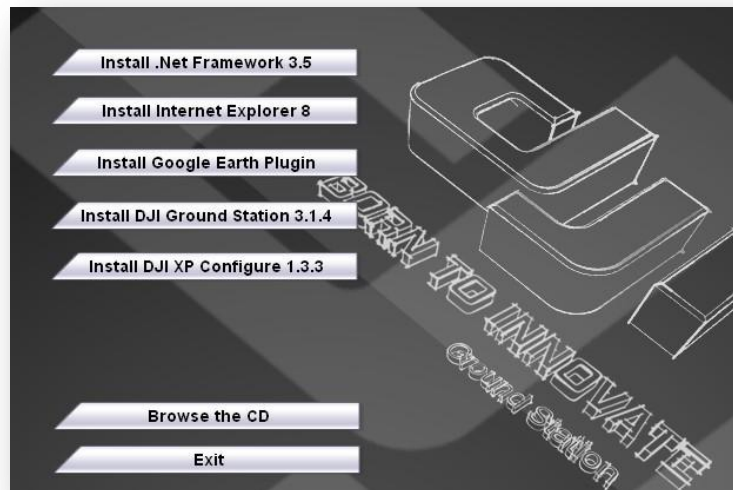 Install .Net Framework 3.5
Install Internet Explorer 8
Install Google Earth Plugin
Install DJI Ground Station 3.1.4
Install DJI XP Configure 1.3.3
BORN TO INNOVATE
Ground Station
Browse the CD
Exit